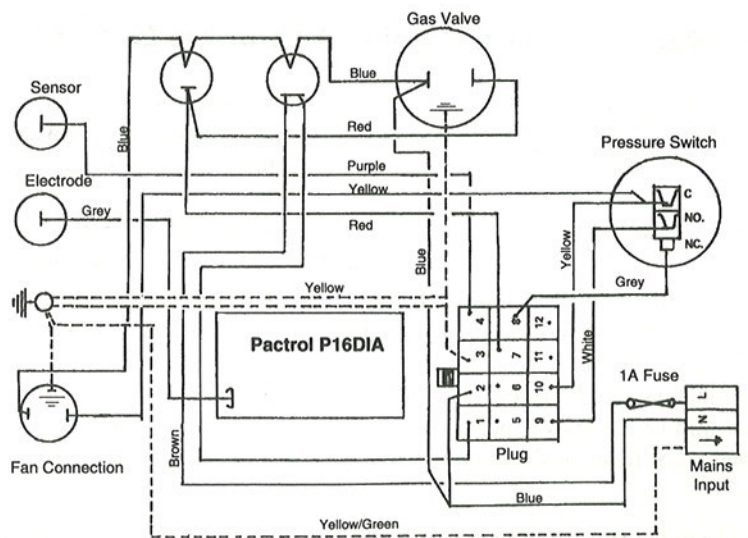 Gas Valve
Sensor
Blue
Blue
Red
Pressure Switch
Purple
Electrode
Yellow
C
NO.
NC.
Grey
Red
Blue
Yellow
Yellow
Grey
4 8 12
Pactrol P16DIA
3 7 11
White
1A Fuse
2 6 10
L
N
1 5 9
Plug
Brown
Fan Connection
Mains
Input
Blue
Yellow/Green